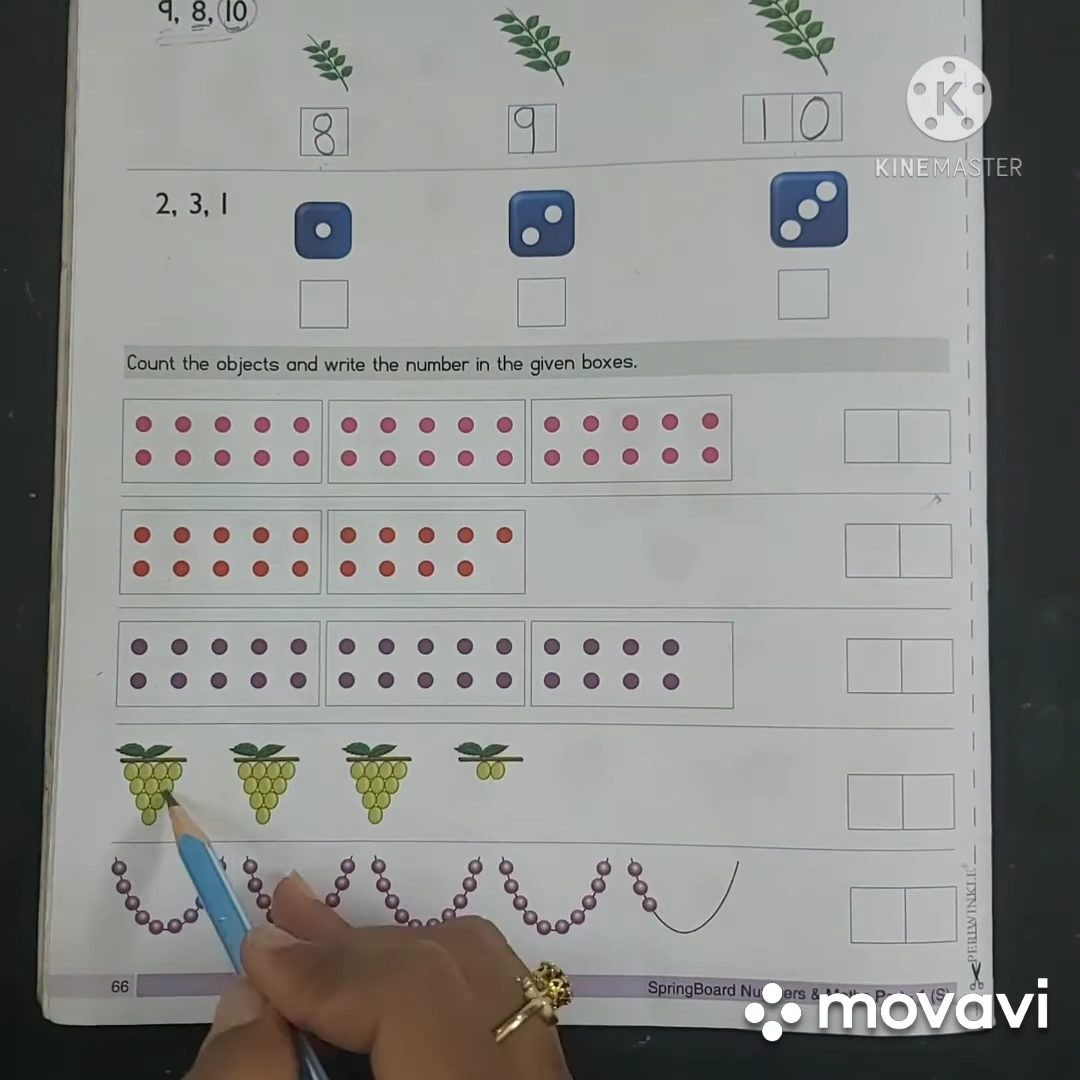 9, 8, 10
8 9 10
K
KINEMASTER
2, 3, 1
Count the objects and write the number in the given boxes.
PERIWINKLE
66
SpringBoard
movavi